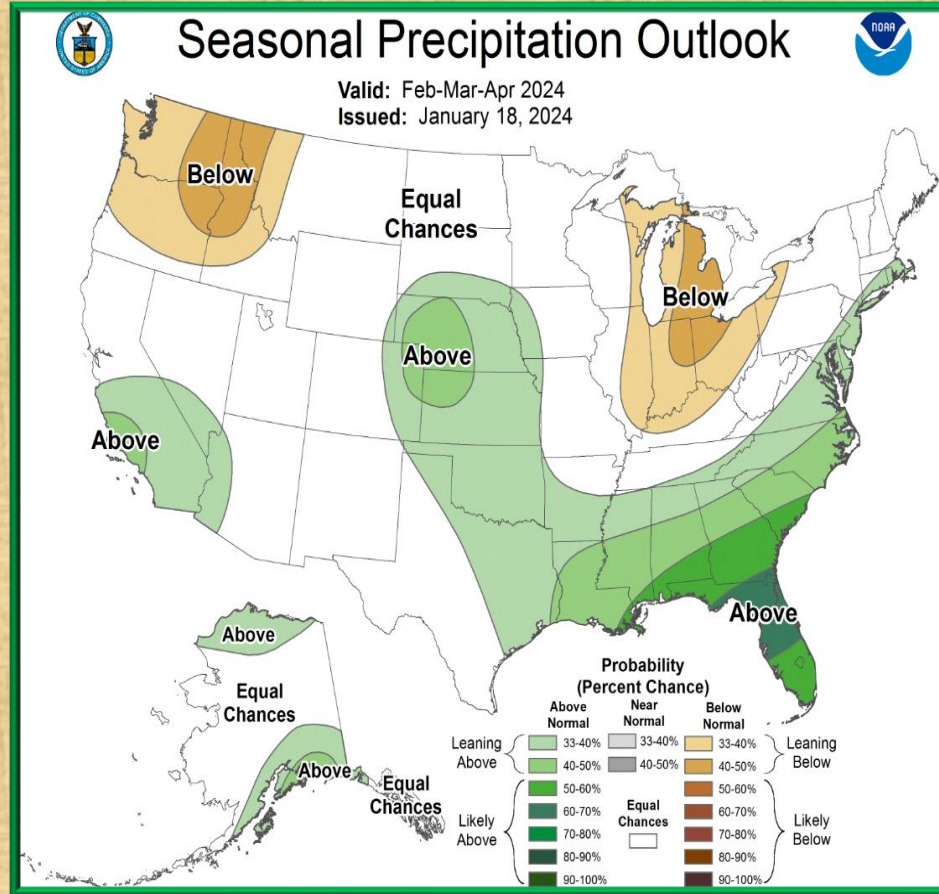 Seasonal Precipitation Outlook
NOAA
Valid: Feb-Mar-Apr 2024
Issued: January 18, 2024
Below
Equal
Chances
Below
Above
Above
Above
Above
Equal
Chances
Above
Equal
Chances
Probability
(Percent Chance)
Above
Normal
Near
Normal
Below
Normal
Leaning
Above
33-40%
33-40%
33-40%
Leaning
Below
40-50%
40-50%
40-50%
Likely
Above
50-60%
50-60%
Likely
Below
60-70%
60-70%
Equal
Chances
70-80%
70-80%
80-90%
80-90%
90-100%
90-100%